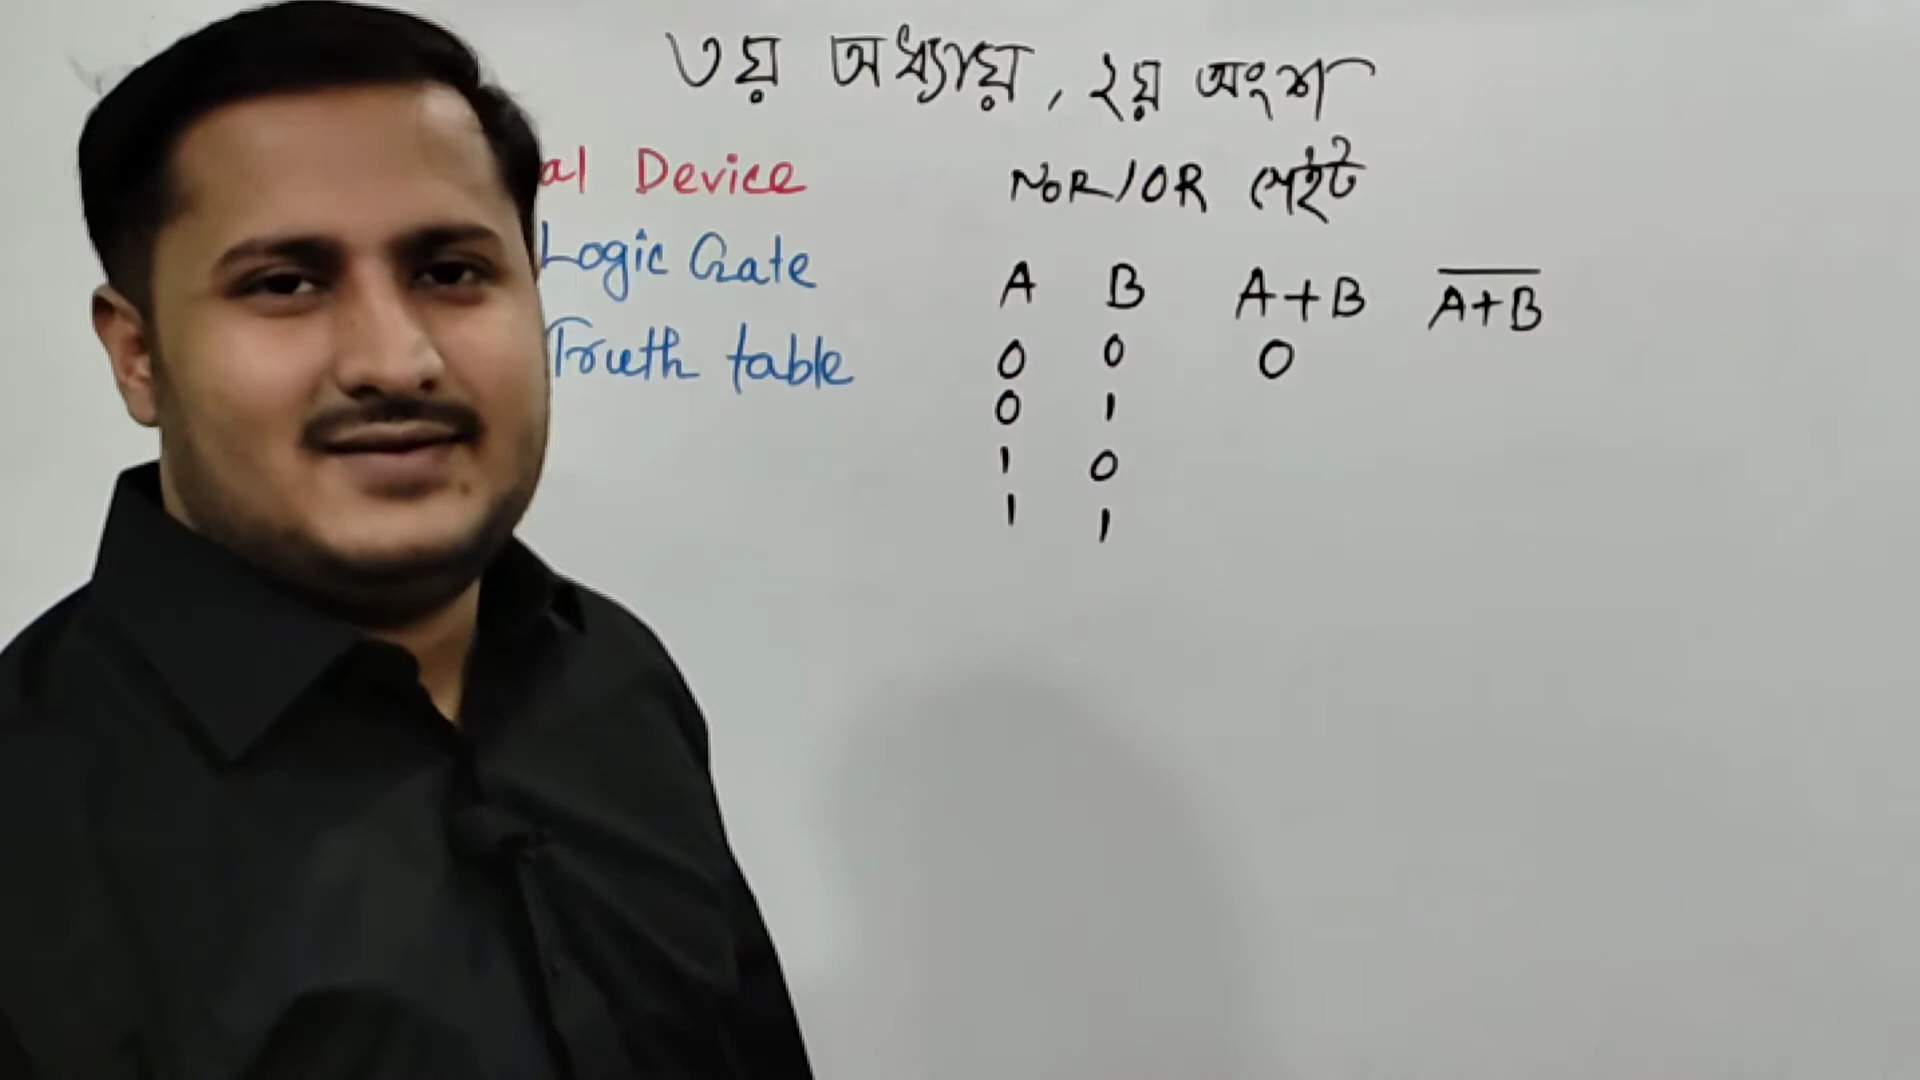 ৩য় অধ্যায়, ২য় অংশ
al Device
Logic Gate
Truth table
NOR/OR গেইট
A B A+B A̅+̅B̅
0 0 0
0 1
1 0
1 1